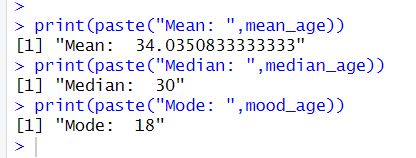 >
> print(paste("Mean: ",mean_age))
[1] "Mean:  34.0350833333333"
> print(paste("Median: ",median_age))
[1] "Median:  30"
> print(paste("Mode: ",mood_age))
[1] "Mode:  18"
>